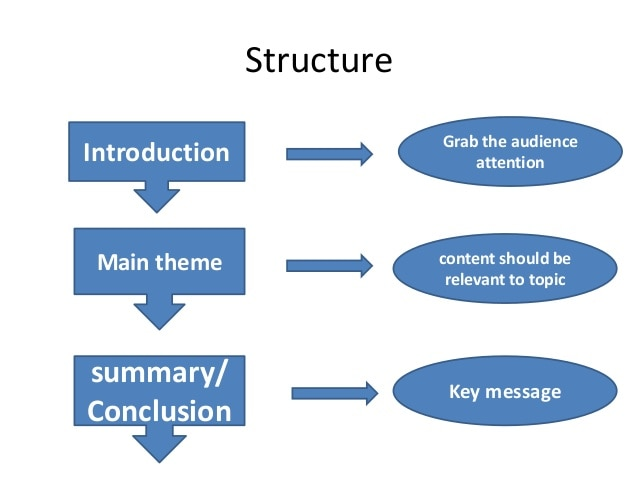 Structure
Introduction
Grab the audience
attention
Main theme
content should be
relevant to topic
summary/
Conclusion
Key message